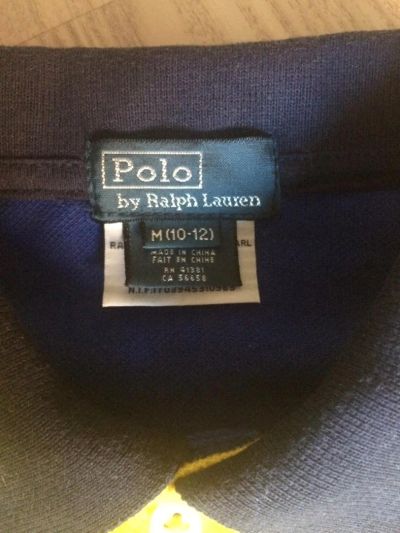 Polo
by Ralph Lauren
M (10-12)
MADE IN CHINA
FAIT EN CHINE
RN 41381
CA 56658